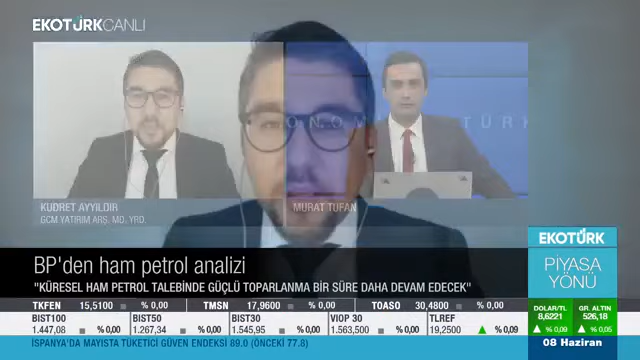 EKOTÜRK CANLI
ONO
TÜRK
KUDRET AYYILDIR
GCM YATIRIM ARŞ. MD. YRD.
MURAT TUFAN
BP'den ham petrol analizi
"KÜRESEL HAM PETROL TALEBİNDE GÜÇLÜ TOPARLANMA BİR SÜRE DAHA DEVAM EDECEK"
EKOTÜRK
PİYASA
YÖNÜ
TKFEN 15,5100 % 0,00 TMSN 17,9600 % 0,00 TOASO 30,4800 % 0,00
BIST100 BIST50 BIST30 VIOP 30 TLREF
1.447,08 % 0,00 1.267,34 % 0,00 1.545,95 % 0,00 1.563,500 % 0,00 19,2500 % 0,09
DOLAR/TL GR. ALTIN
8,6221 526,18
% 0,09 % 0,05
İSPANYA'DA MAYISTA TÜKETİCİ GÜVEN ENDEKSİ 89.0 (ÖNCEKİ 77.8)
08 Haziran